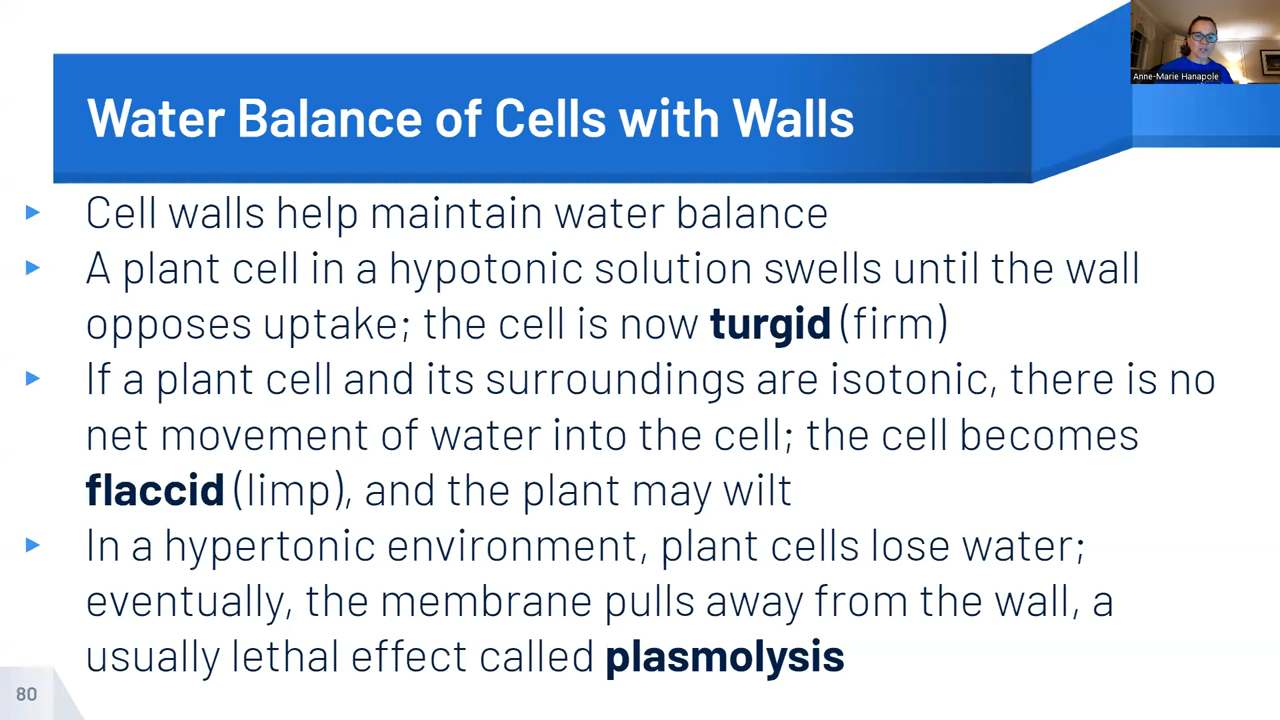 Anne-Marie Hanapole
Water Balance of Cells with Walls
Cell walls help maintain water balance
A plant cell in a hypotonic solution swells until the wall
opposes uptake; the cell is now turgid (firm)
If a plant cell and its surroundings are isotonic, there is no
net movement of water into the cell; the cell becomes
flaccid (limp), and the plant may wilt
In a hypertonic environment, plant cells lose water;
eventually, the membrane pulls away from the wall, a
usually lethal effect called plasmolysis
80